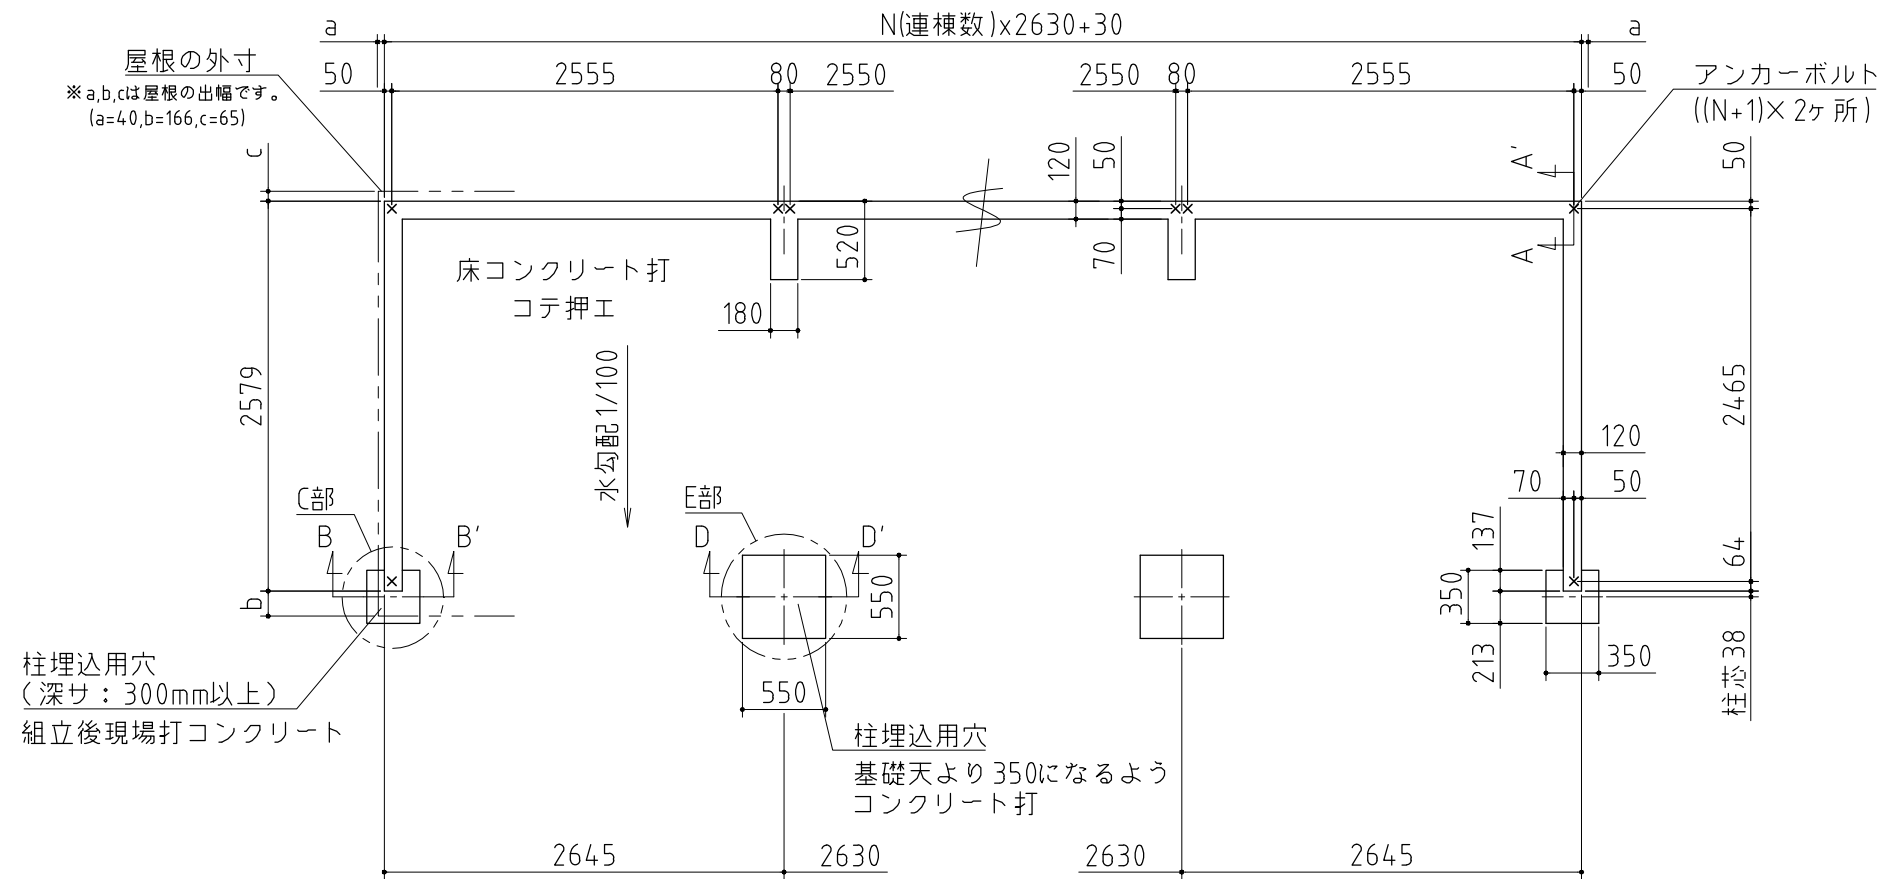 a
N(連棟数)x2630+30
a
屋根の外寸
※a,b,cは屋根の出幅です。
(a=40,b=166,c=65)
50
2555
80
2550
2550
80
2555
50
アンカーボルト
((N+1)×2ヶ所)
c
120
50
A'
50
520
70
A
床コンクリート打
コテ押エ
180
2579
水勾配1/100
2465
120
70
50
C部
B
B'
E部
D
D'
137
64
b
550
350
213
350
柱芯38
550
柱埋込用穴
(深サ:300mm以上)
組立後現場打コンクリート
柱埋込用穴
基礎天より350になるよう
コンクリート打
2645
2630
2630
2645